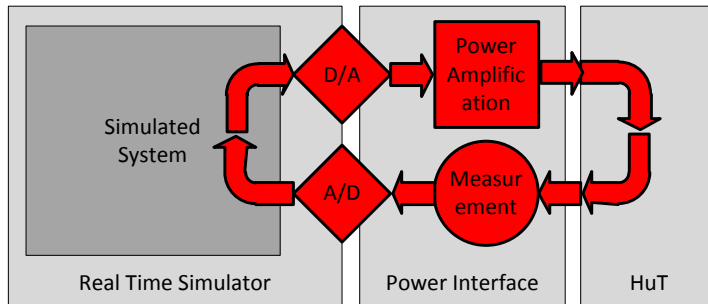 D/A
Power
Amplific
ation
Simulated
System
A/D
Measur
ement
Real Time Simulator
Power Interface
HuT